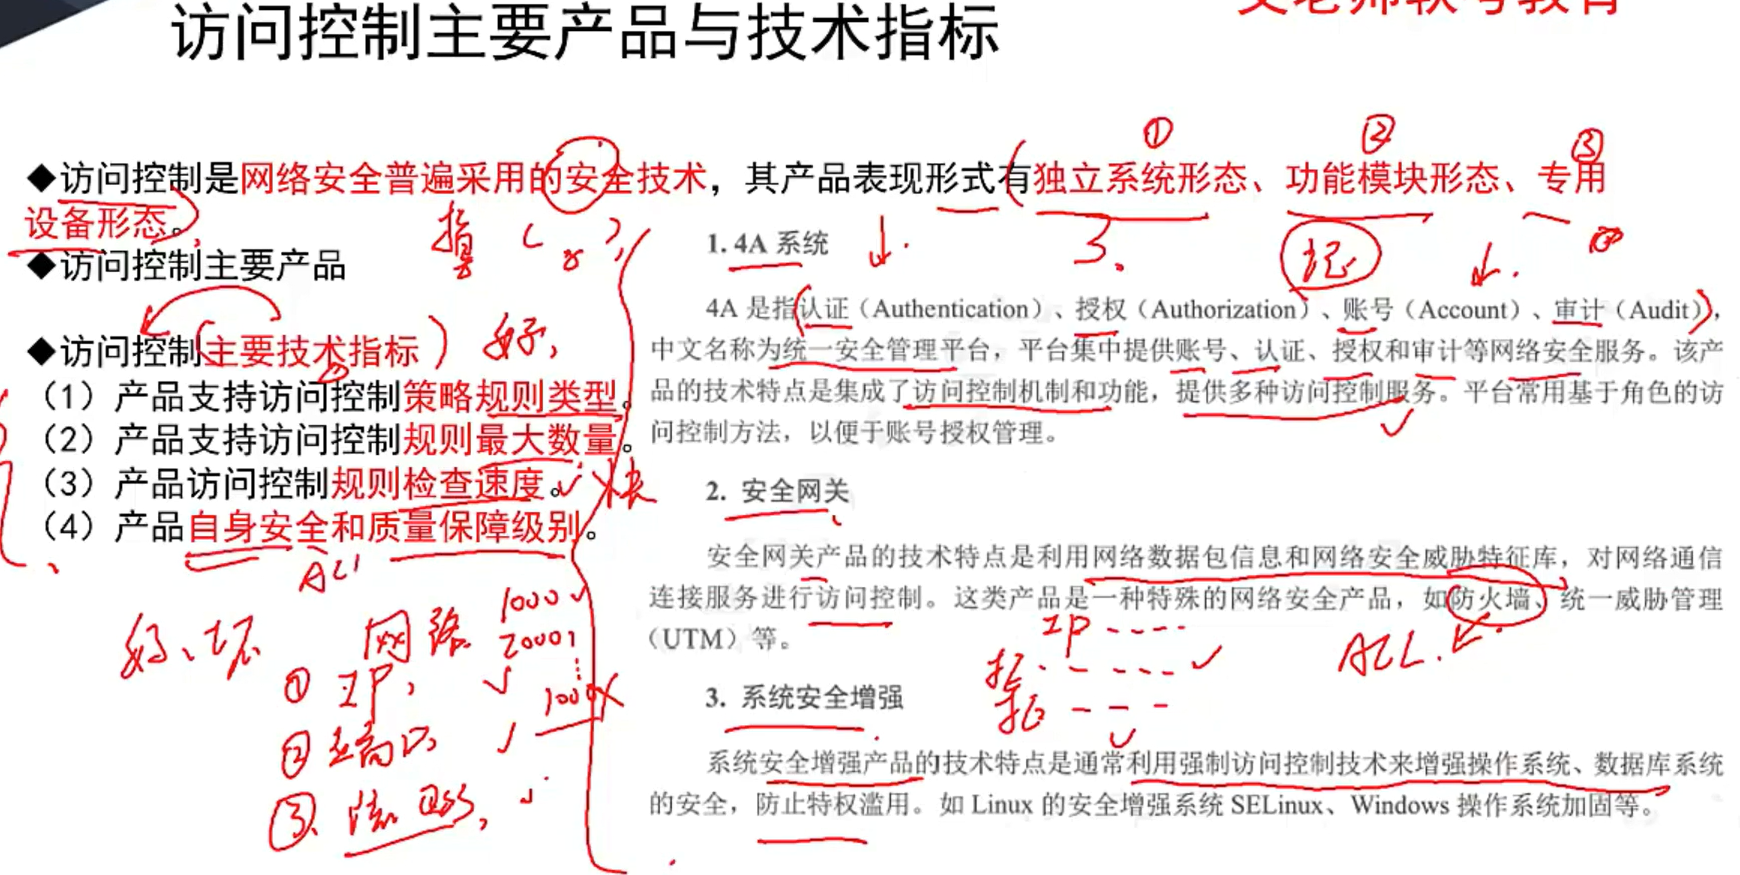 访问控制主要产品与技术指标
◆访问控制是网络安全普遍采用的安全技术，其产品表现形式有独立系统形态、功能模块形态、专用
设备形态。
◆访问控制主要产品
◆访问控制主要技术指标
（1）产品支持访问控制策略规则类型。
（2）产品支持访问控制规则最大数量。
（3）产品访问控制规则检查速度。
（4）产品自身安全和质量保障级别。
① ② ③
3.
记
好,
快
ACL
好、坏
网络
1000
20001
① IP,
② 端口
③
1. 4A 系统
4A 是指认证（Authentication）、授权（Authorization）、账号（Account）、审计（Audit），
中文名称为统一安全管理平台，平台集中提供账号、认证、授权和审计等网络安全服务。该产
品的技术特点是集成了访问控制机制和功能，提供多种访问控制服务。平台常用基于角色的访
问控制方法，以便于账号授权管理。
2. 安全网关
安全网关产品的技术特点是利用网络数据包信息和网络安全威胁特征库，对网络通信
连接服务进行访问控制。这类产品是一种特殊的网络安全产品，如防火墙、统一威胁管理
（UTM）等。
IP
ACL.
3. 系统安全增强
系统安全增强产品的技术特点是通常利用强制访问控制技术来增强操作系统、数据库系统
的安全，防止特权滥用。如 Linux 的安全增强系统 SELinux、Windows 操作系统加固等。